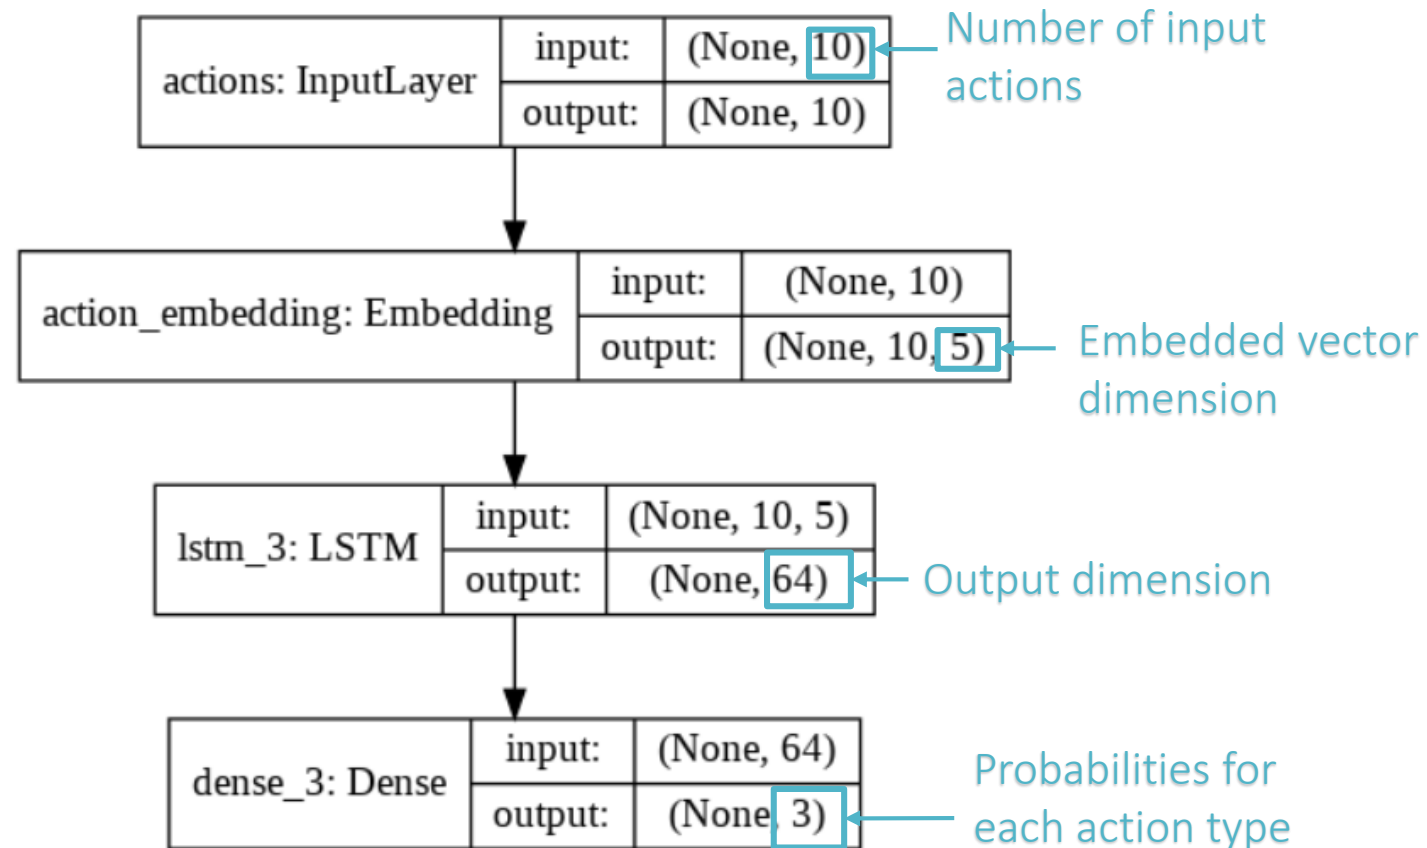 actions: InputLayer
input: (None, 10)
output: (None, 10)
Number of input
actions
action_embedding: Embedding
input: (None, 10)
output: (None, 10, 5)
Embedded vector
dimension
lstm_3: LSTM
input: (None, 10, 5)
output: (None, 64)
Output dimension
dense_3: Dense
input: (None, 64)
output: (None, 3)
Probabilities for
each action type